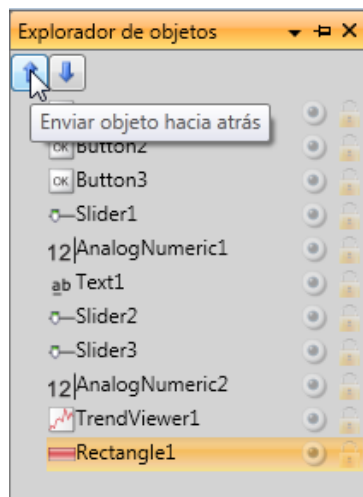 Explorador de objetos
Enviar objeto hacia atrás
OK Button2
OK Button3
Slider1
12 AnalogNumeric1
ab Text1
Slider2
Slider3
12 AnalogNumeric2
TrendViewer1
Rectangle1